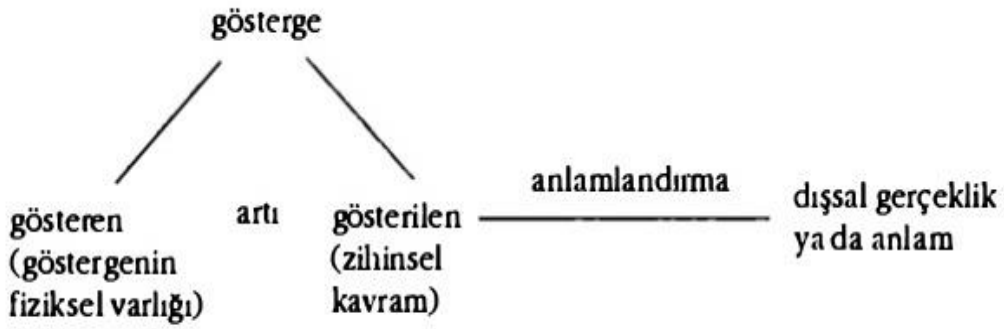 gösterge
anlamlandırma
gösteren
(göstergenin
fiziksel varlığı)
artı
gösterilen
(zihinsel
kavram)
dışsal gerçeklik
ya da anlam